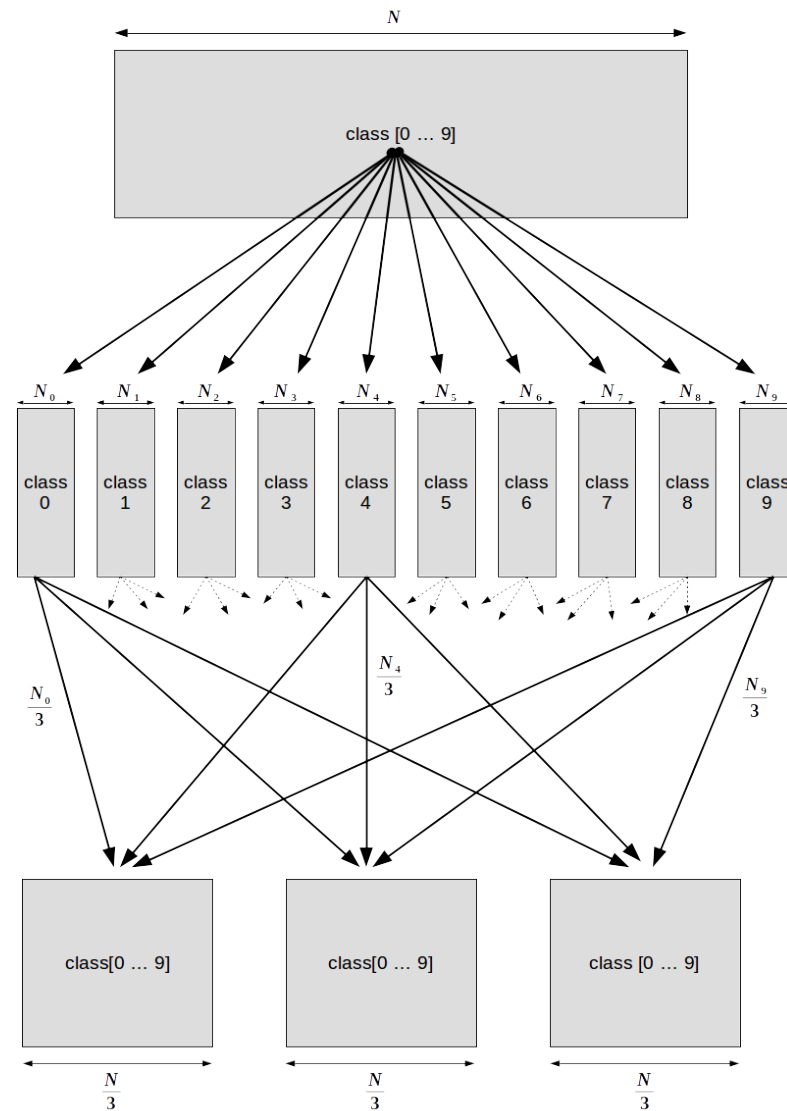 N
class [0 ... 9]
N₀ N₁ N₂ N₃ N₄ N₅ N₆ N₇ N₈ N₉
class class class class class class class class class class
0 1 2 3 4 5 6 7 8 9
N₀ N₄ N₉
3 3 3
class[0 ... 9] class[0 ... 9] class [0 ... 9]
N N N
3 3 3